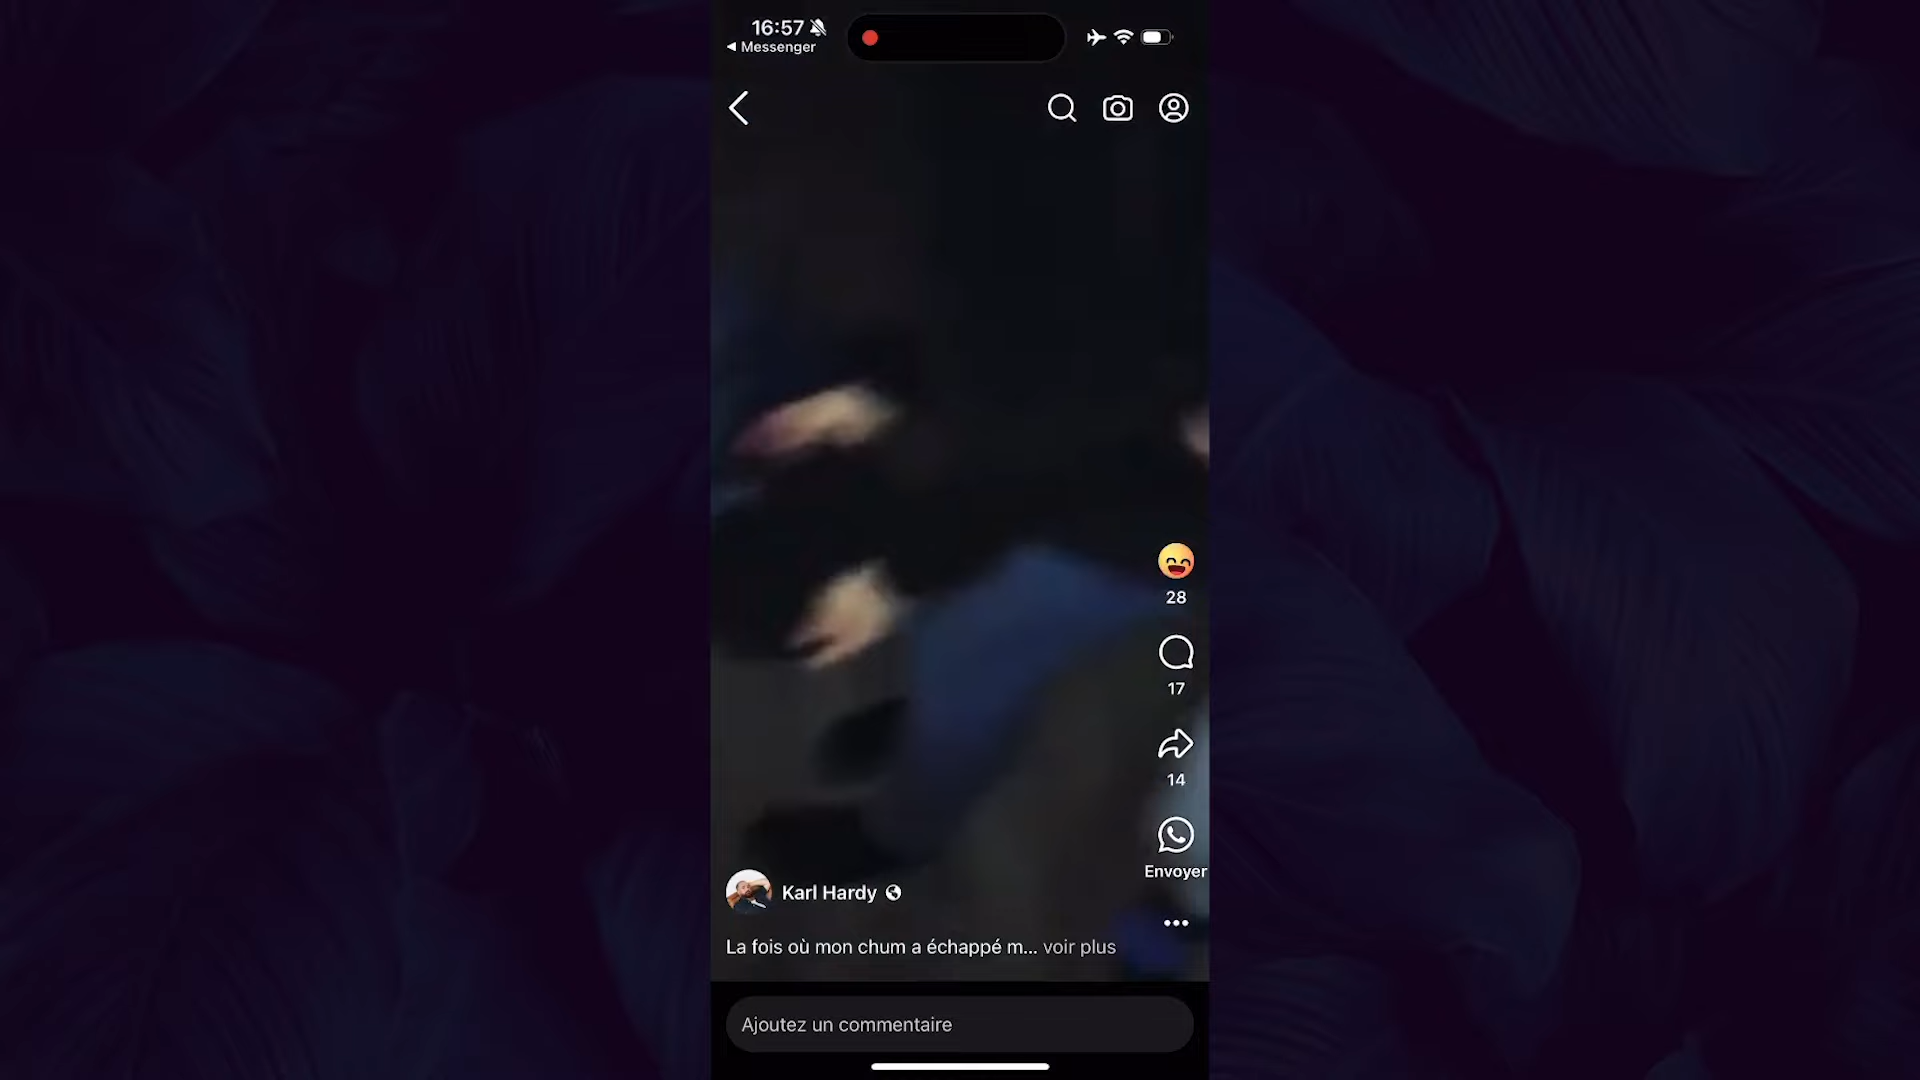 16:57
◀ Messenger
28
17
14
Envoyer
Karl Hardy
La fois où mon chum a échappé m... voir plus
Ajoutez un commentaire